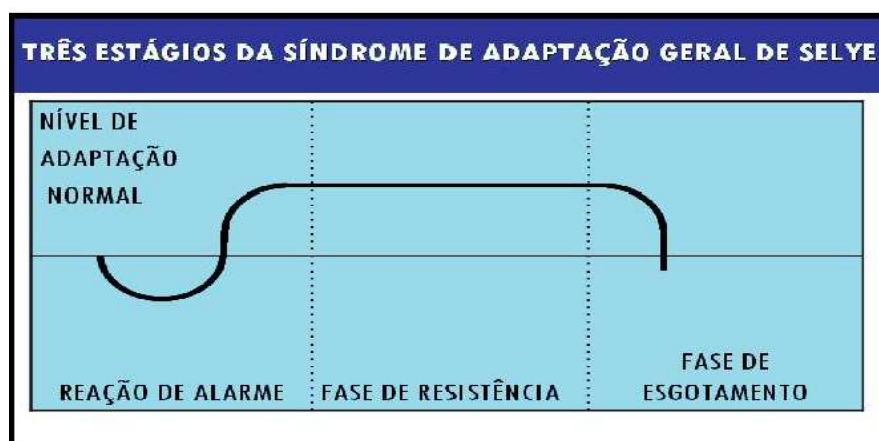 TRÊS ESTÁGIOS DA SÍNDROME DE ADAPTAÇÃO GERAL DE SELYE
NÍVEL DE
ADAPTAÇÃO
NORMAL
REAÇÃO DE ALARME
FASE DE RESISTÊNCIA
FASE DE
ESGOTAMENTO